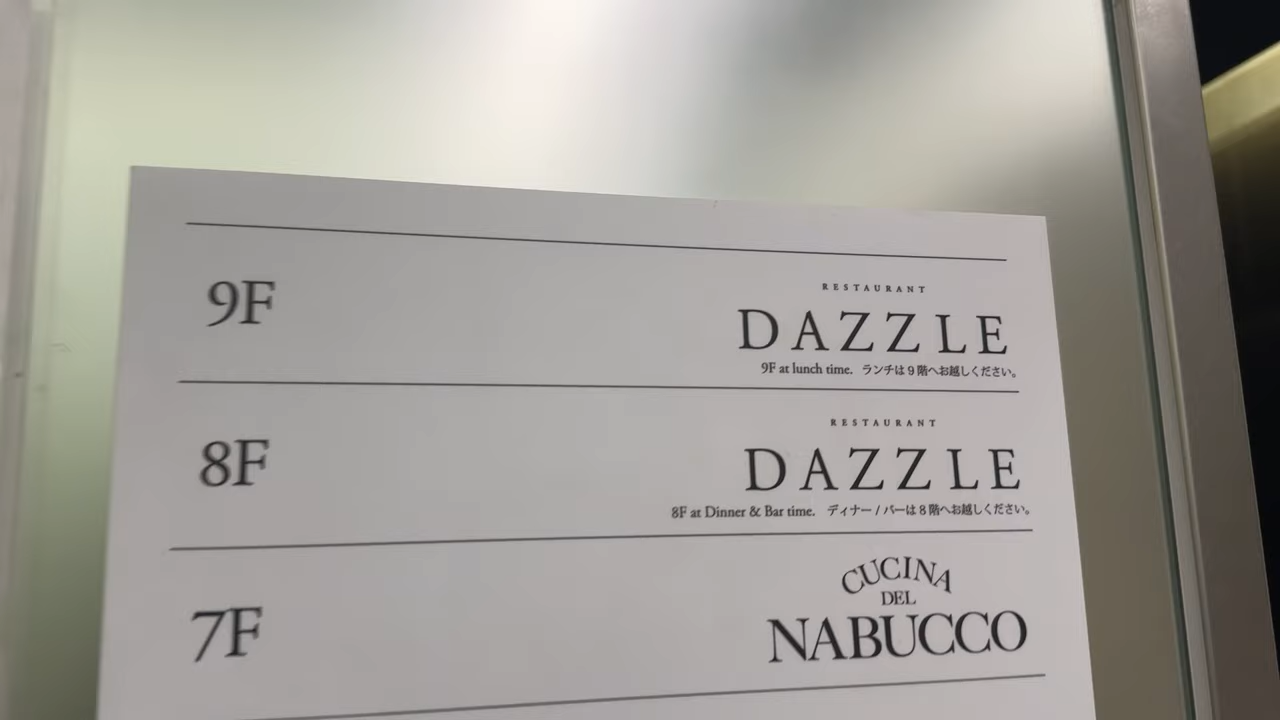 9F
RESTAURANT
DAZZLE
9F at lunch time. ランチは9階へお越しください。
8F
RESTAURANT
DAZZLE
8F at Dinner & Bar time. ディナー / バーは8階へお越しください。
7F
CUCINA
DEL
NABUCCO